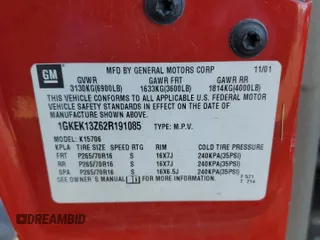 GM
MFD BY GENERAL MOTORS CORP 11/01
GVWR GAWR FRT GAWR RR
3130KG(6900LB) 1633KG(3600LB) 1814KG(4000LB)
THIS VEHICLE CONFORMS TO ALL APPLICABLE U.S. FEDERAL MOTOR
VEHICLE SAFETY STANDARDS IN EFFECT ON THE DATE OF
MANUFACTURE SHOWN ABOVE.
1GKEK13Z62R191085 TYPE: M.P.V.
MODEL: K15706
KPLA TIRE SIZE SPEED RTG RIM COLD TIRE PRESSURE
FRT P265/70R16 S 16X7J 240KPA(35PSI)
RR P265/70R16 S 16X7J 240KPA(35PSI)
SPA P265/70R16 S 16X6.5J 240KPA(35PSI)
SEE OWNER'S MANUAL FOR ADDITIONAL INFORMATION.
DREAMBID